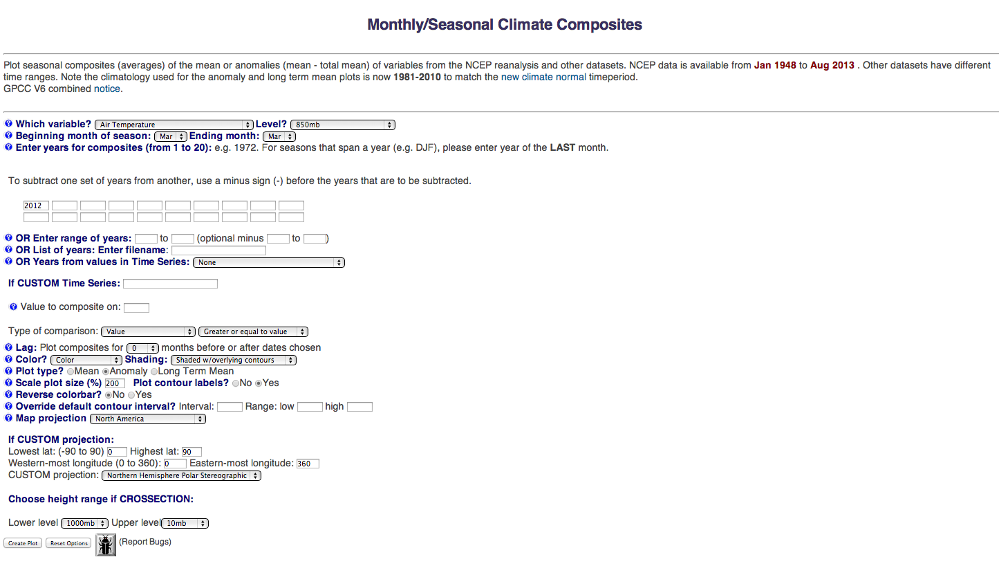 Monthly/Seasonal Climate Composites
Plot seasonal composites (averages) of the mean or anomalies (mean - total mean) of variables from the NCEP reanalysis and other datasets. NCEP data is available from Jan 1948 to Aug 2013 . Other datasets have different
time ranges. Note the climatology used for the anomaly and long term mean plots is now 1981-2010 to match the new climate normal timeperiod.
GPCC V6 combined notice.
Which variable? Air Temperature Level? 850mb
Beginning month of season: Mar Ending month: Mar
Enter years for composites (from 1 to 20): e.g. 1972. For seasons that span a year (e.g. DJF), please enter year of the LAST month.
To subtract one set of years from another, use a minus sign (-) before the years that are to be subtracted.
2012
OR Enter range of years: to (optional minus to )
OR List of years: Enter filename:
OR Years from values in Time Series: None
If CUSTOM Time Series:
Value to composite on:
Type of comparison: Value Greater or equal to value
Lag: Plot composites for 0 months before or after dates chosen
Color? Color Shading: Shaded w/overlying contours
Plot type? Mean Anomaly Long Term Mean
Scale plot size (%) 200 Plot contour labels? No Yes
Reverse colorbar? No Yes
Override default contour interval? Interval: Range: low high
Map projection North America
If CUSTOM projection:
Lowest lat: (-90 to 90) 0 Highest lat: 90
Western-most longitude (0 to 360): 0 Eastern-most longitude: 360
CUSTOM projection: Northern Hemisphere Polar Stereographic
Choose height range if CROSSECTION:
Lower level 1000mb Upper level 10mb
Create Plot Reset Options (Report Bugs)